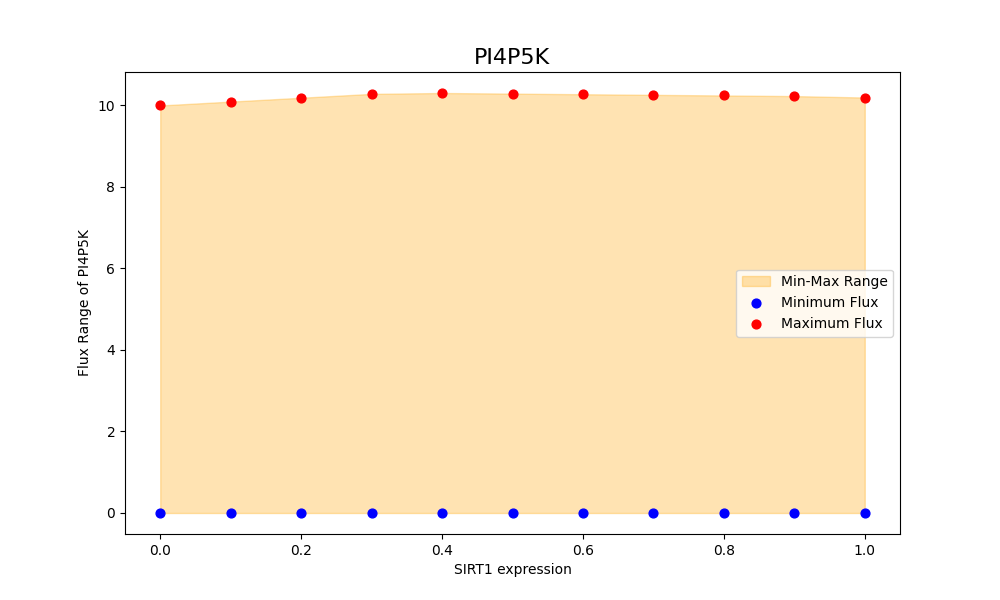 PI4P5K
Flux Range of PI4P5K
10
8
6
4
2
0
Min-Max Range
Minimum Flux
Maximum Flux
0.0 0.2 0.4 0.6 0.8 1.0
SIRT1 expression